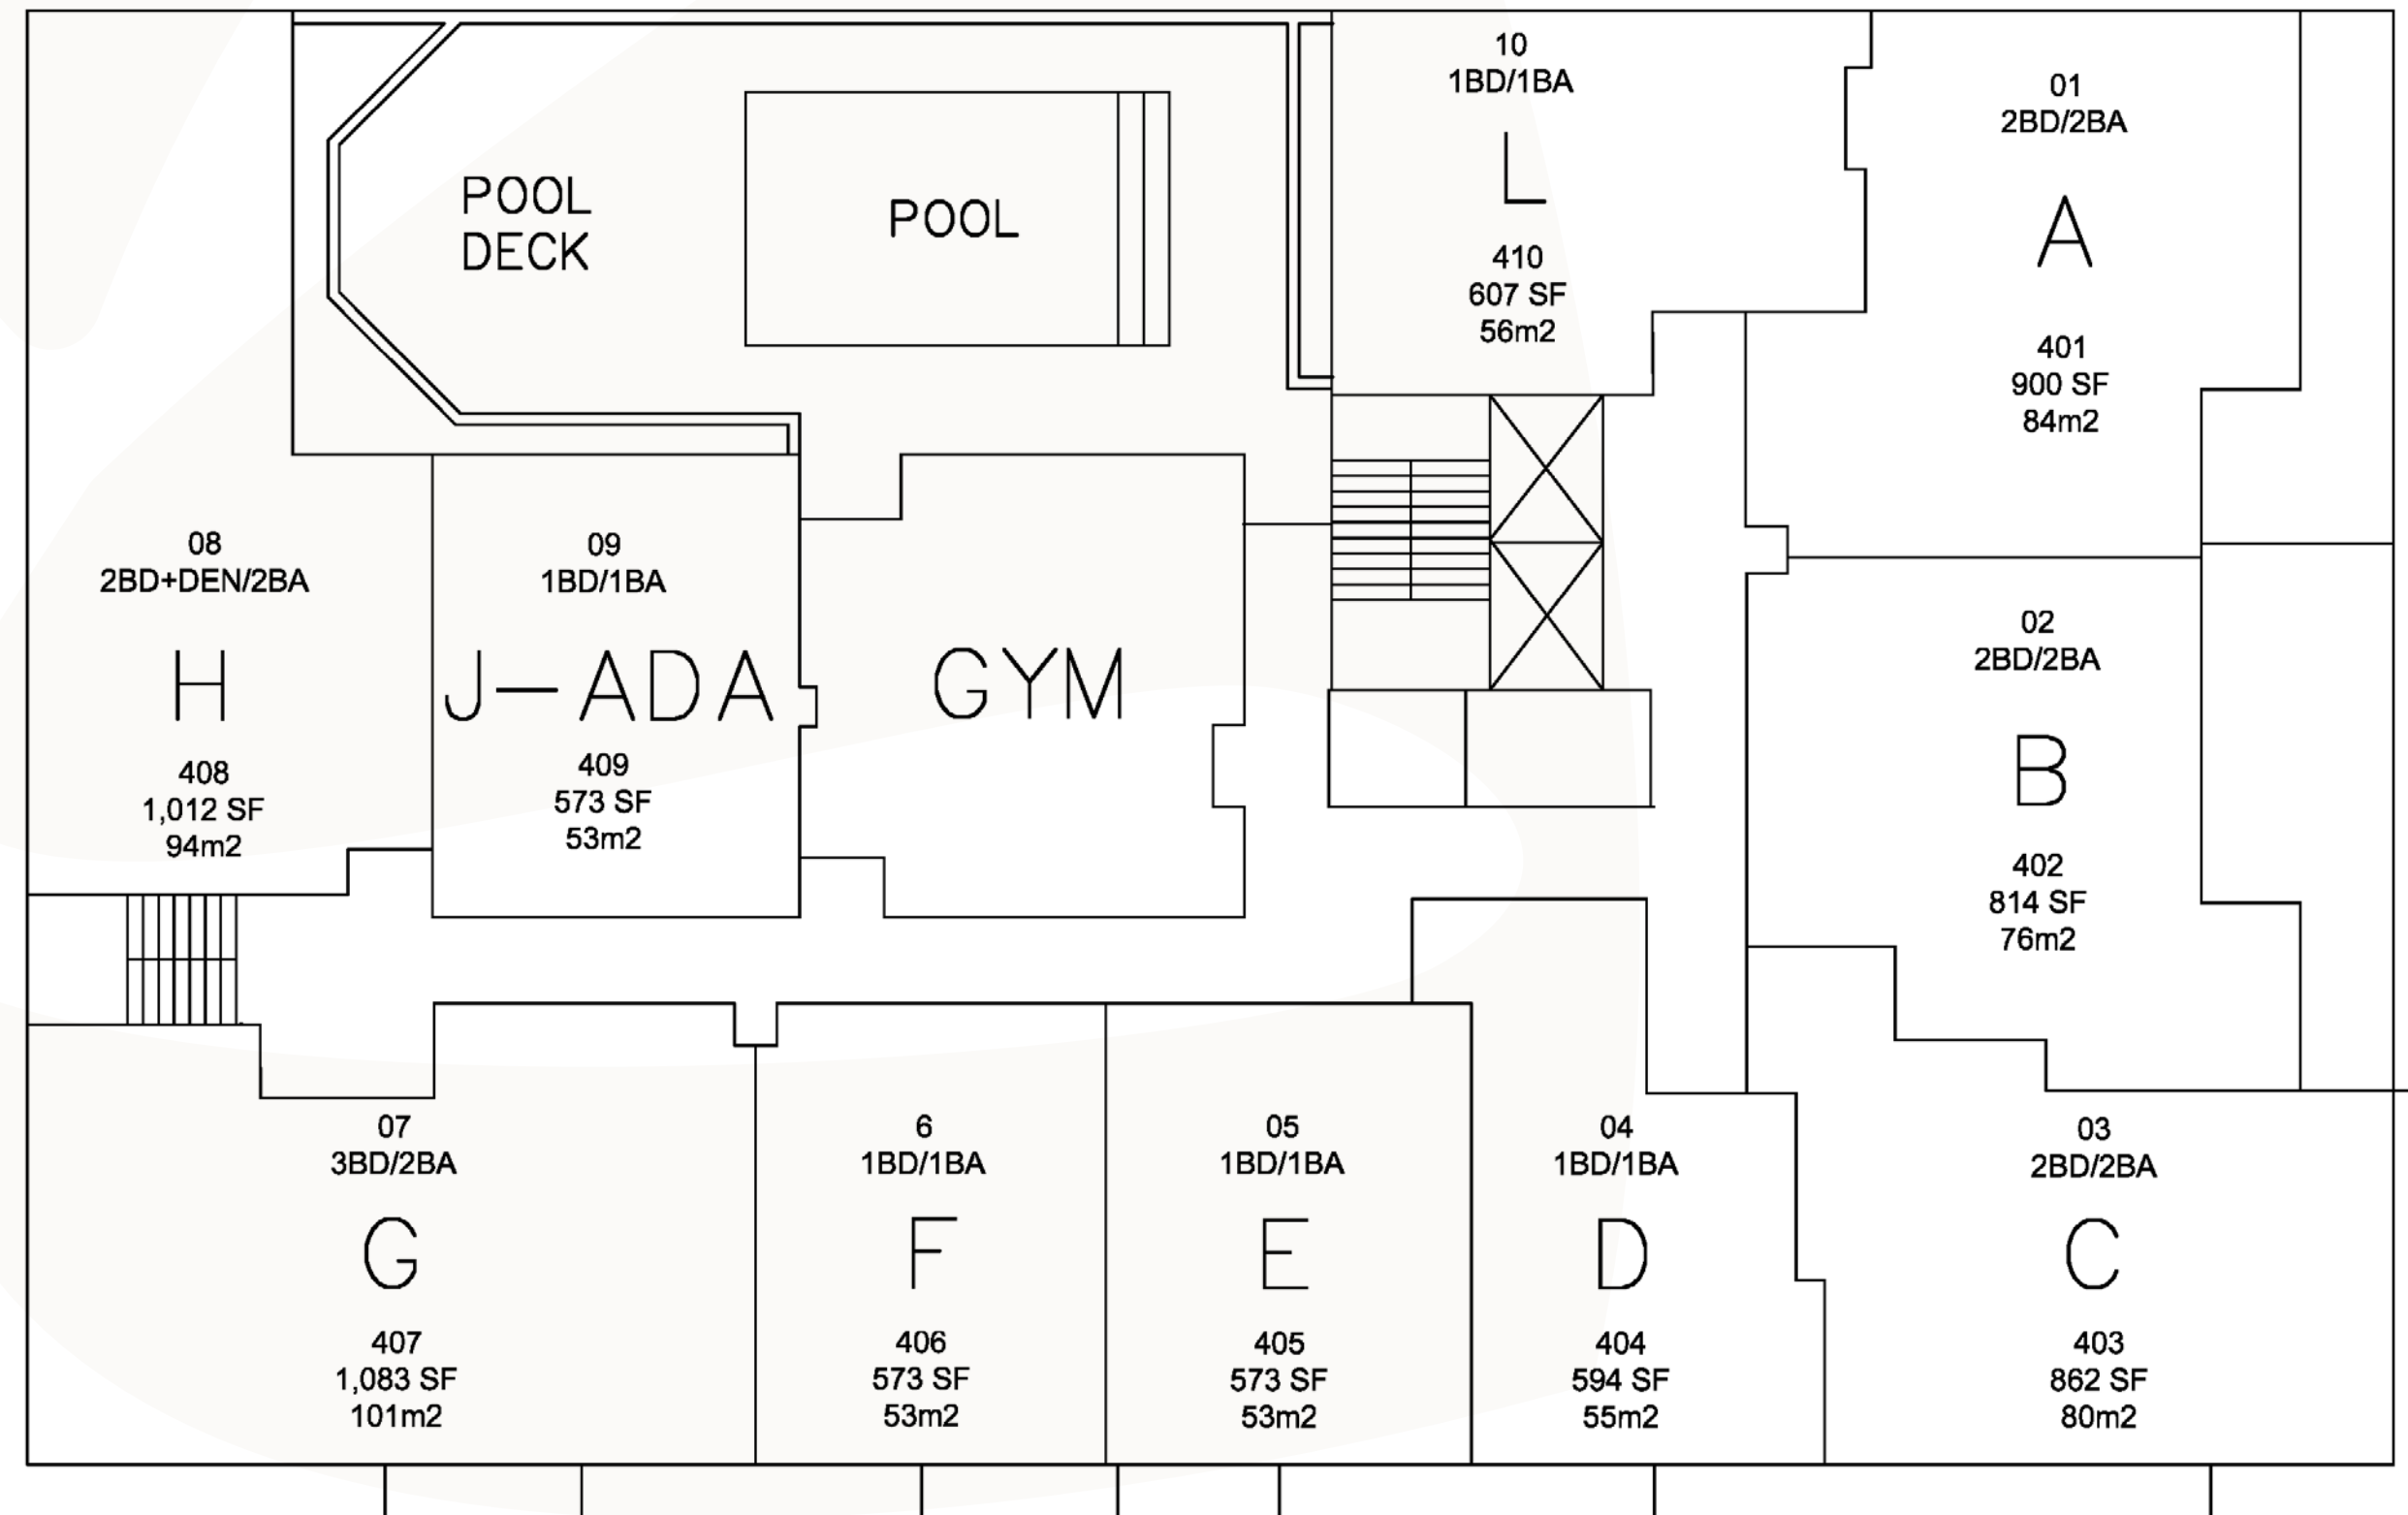 POOL
DECK
POOL
10
1BD/1BA
L
410
607 SF
56m2
01
2BD/2BA
A
401
900 SF
84m2
08
2BD+DEN/2BA
H
408
1,012 SF
94m2
09
1BD/1BA
J-ADA
409
573 SF
53m2
GYM
02
2BD/2BA
B
402
814 SF
76m2
07
3BD/2BA
G
407
1,083 SF
101m2
6
1BD/1BA
F
406
573 SF
53m2
05
1BD/1BA
E
405
573 SF
53m2
04
1BD/1BA
D
404
594 SF
55m2
03
2BD/2BA
C
403
862 SF
80m2